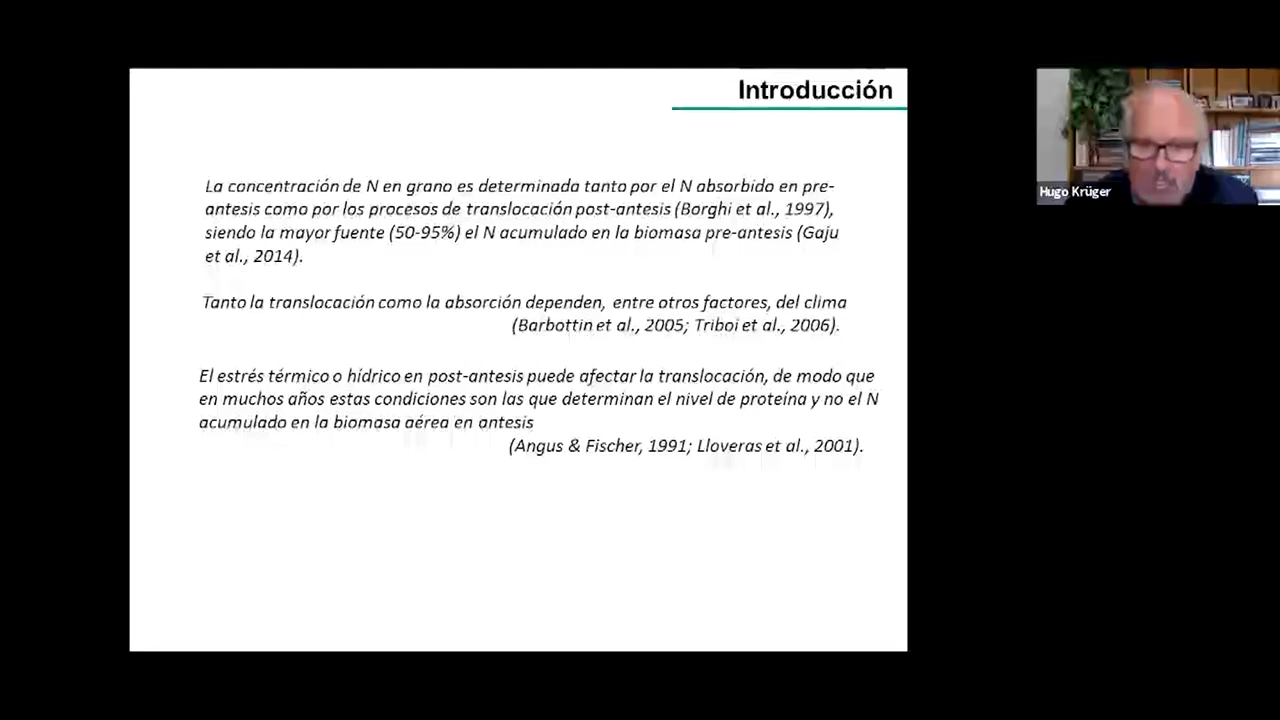 Introducción
Hugo Krüger
La concentración de N en grano es determinada tanto por el N absorbido en pre-
antesis como por los procesos de translocación post-antesis (Borghi et al., 1997),
siendo la mayor fuente (50-95%) el N acumulado en la biomasa pre-antesis (Gaju
et al., 2014).
Tanto la translocación como la absorción dependen, entre otros factores, del clima
(Barbottin et al., 2005; Triboi et al., 2006).
El estrés térmico o hídrico en post-antesis puede afectar la translocación, de modo que
en muchos años estas condiciones son las que determinan el nivel de proteína y no el N
acumulado en la biomasa aérea en antesis
(Angus & Fischer, 1991; Lloveras et al., 2001).